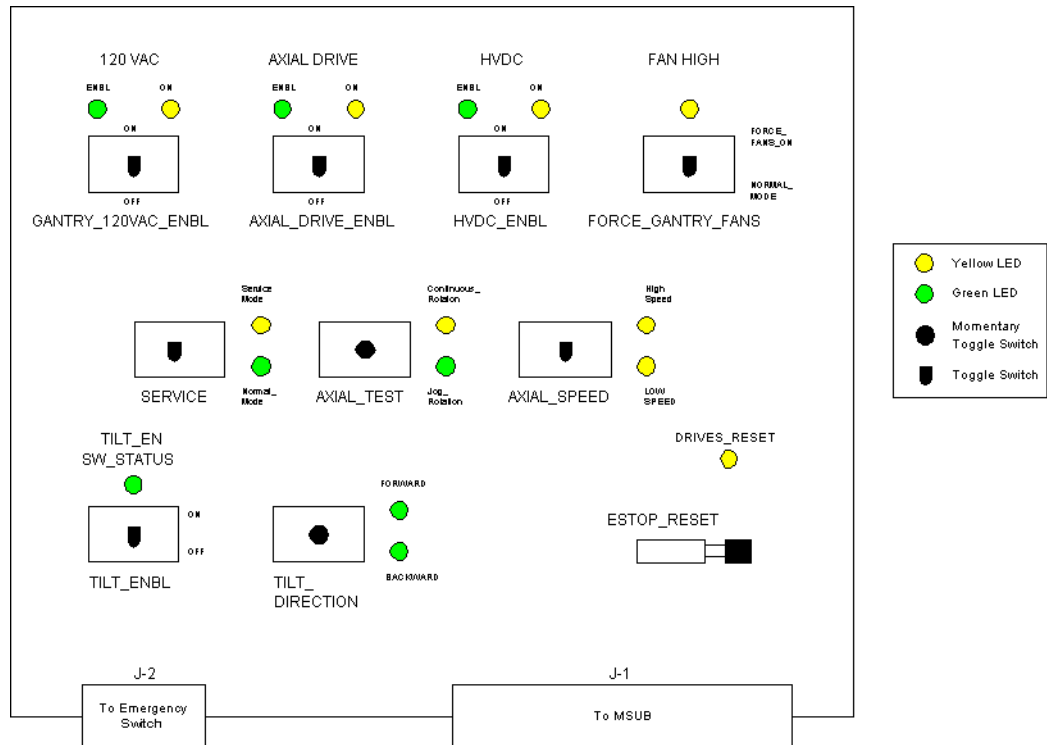 120 VAC
AXIAL DRIVE
HVDC
FAN HIGH
ENBL
ON
ENBL
ON
ENBL
ON
ON
ON
ON
FORCE_
FANS_ON
NORMAL_
MODE
OFF
OFF
OFF
GANTRY_120VAC_ENBL
AXIAL_DRIVE_ENBL
HVDC_ENBL
FORCE_GANTRY_FANS
Yellow LED
Green LED
Momentary
Toggle Switch
Toggle Switch
Service
Mode
Continuous_
Rotation
High
Speed
Normal_
Mode
Jog_
Rotation
LOW
SPEED
SERVICE
AXIAL_TEST
AXIAL_SPEED
TILT_EN
SW_STATUS
DRIVES_RESET
FORWARD
ON
OFF
ESTOP_RESET
BACKWARD
TILT_ENBL
TILT_
DIRECTION
J-2
J-1
To Emergency
Switch
To MSUB